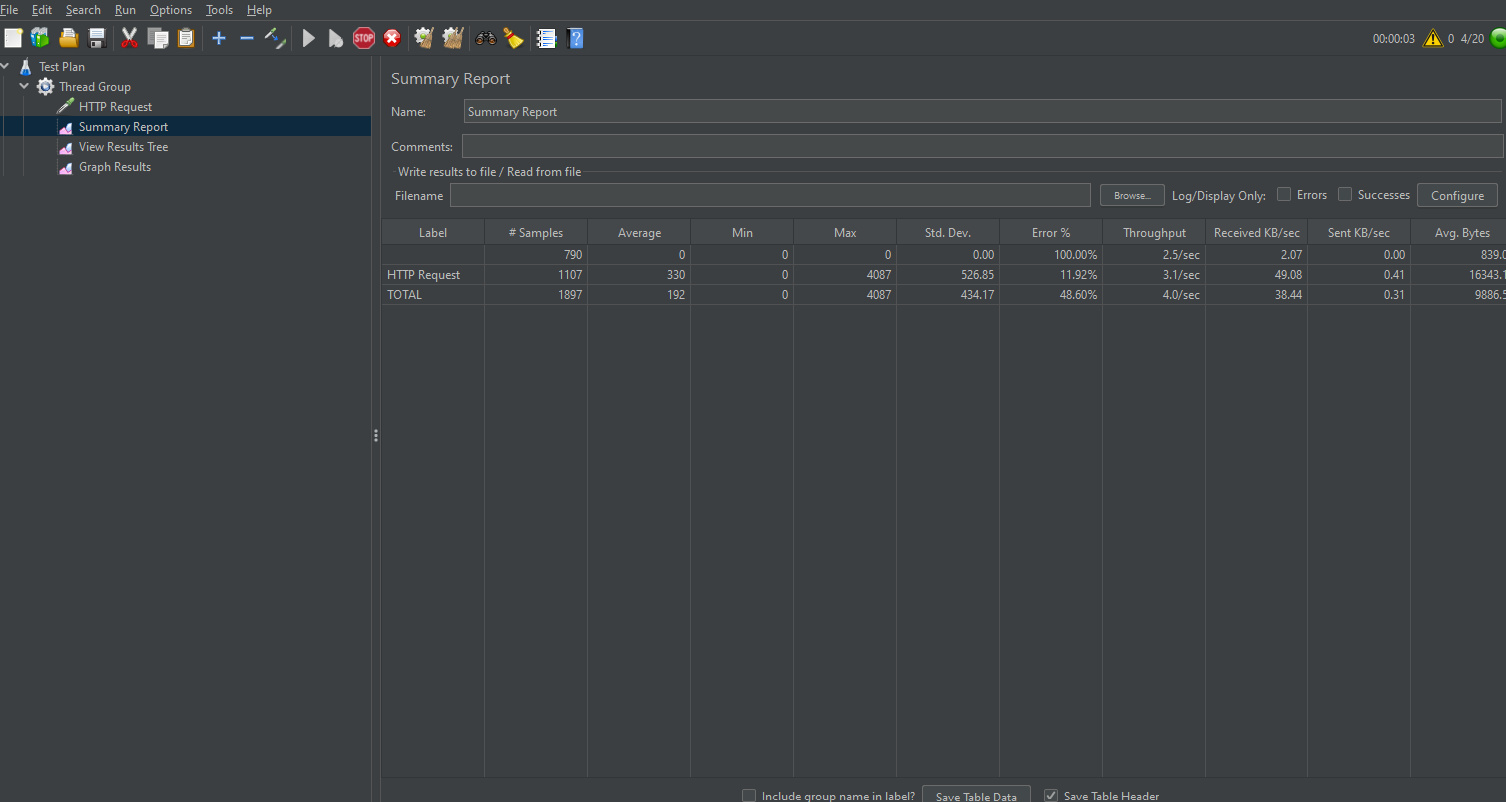 File Edit Search Run Options Tools Help
STOP 00:00:03 0 4/20
Test Plan
Thread Group
HTTP Request
Summary Report
View Results Tree
Graph Results
Summary Report
Name: Summary Report
Comments:
Write results to file / Read from file
Filename Browse... Log/Display Only: Errors Successes Configure
Label # Samples Average Min Max Std. Dev. Error % Throughput Received KB/sec Sent KB/sec Avg. Bytes
790 0 0 0 0.00 100.00% 2.5/sec 2.07 0.00 839.0
HTTP Request 1107 330 0 4087 526.85 11.92% 3.1/sec 49.08 0.41 16343.1
TOTAL 1897 192 0 4087 434.17 48.60% 4.0/sec 38.44 0.31 9886.5
Include group name in label? Save Table Data Save Table Header